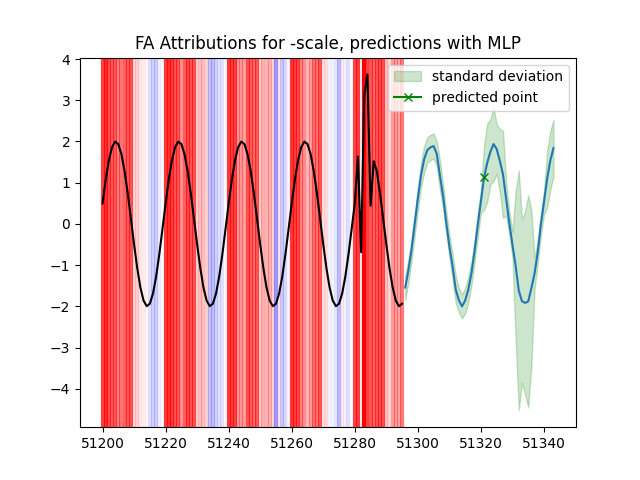 FA Attributions for -scale, predictions with MLP
standard deviation
predicted point
4
3
2
1
0
−1
−2
−3
−4
51200 51220 51240 51260 51280 51300 51320 51340